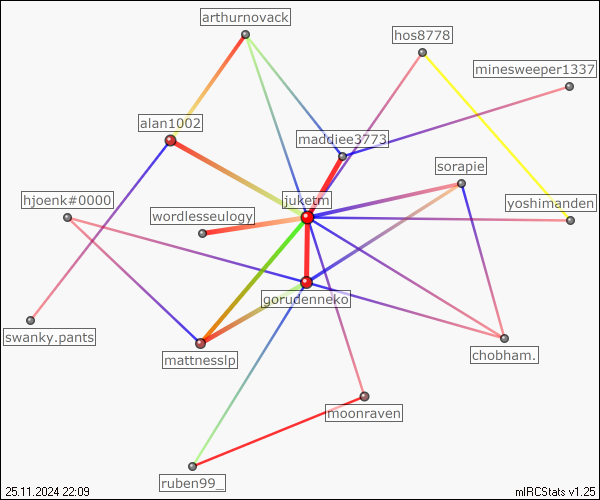 arthurnovack
hos8778
minesweeper1337
alan1002
maddiee3773
sorapie
hjoenk#0000
juketm
yoshimanden
wordlesseulogy
gorudenneko
swanky.pants
mattnesslp
chobham.
moonraven
ruben99_
25.11.2024 22:09
mIRCStats v1.25